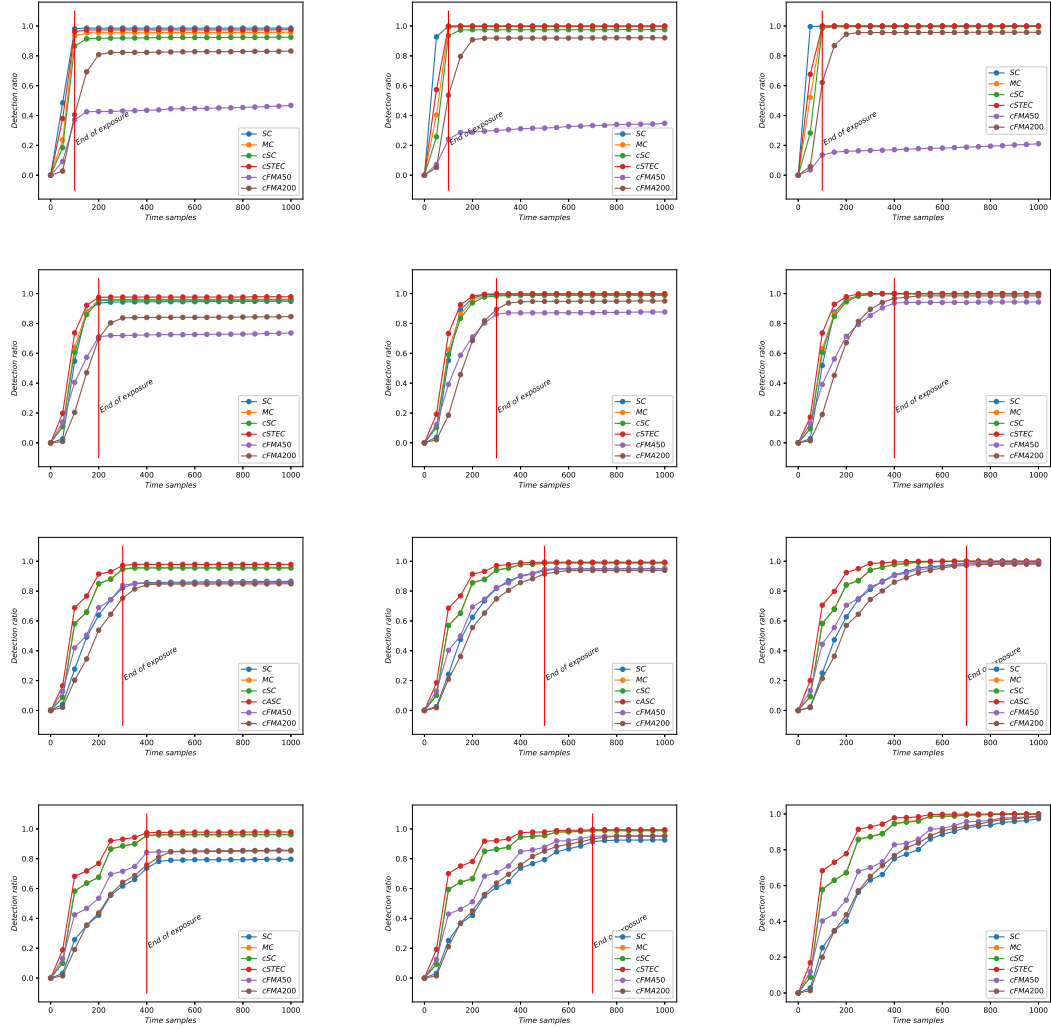 Detection ratio
1.0
0.8
0.6
0.4
0.2
0.0
End of exposure
SC
MC
cSC
cSTEC
cFMA50
cFMA200
0 200 400 600 800 1000
Time samples
Detection ratio
1.0
0.8
0.6
0.4
0.2
0.0
End of exposure
SC
MC
cSC
cSTEC
cFMA50
cFMA200
0 200 400 600 800 1000
Time samples
Detection ratio
1.0
0.8
0.6
0.4
0.2
0.0
End of exposure
SC
MC
cSC
cSTEC
cFMA50
cFMA200
0 200 400 600 800 1000
Time samples
Detection ratio
1.0
0.8
0.6
0.4
0.2
0.0
End of exposure
SC
MC
cSC
cSTEC
cFMA50
cFMA200
0 200 400 600 800 1000
Time samples
Detection ratio
1.0
0.8
0.6
0.4
0.2
0.0
End of exposure
SC
MC
cSC
cSTEC
cFMA50
cFMA200
0 200 400 600 800 1000
Time samples
Detection ratio
1.0
0.8
0.6
0.4
0.2
0.0
End of exposure
SC
MC
cSC
cSTEC
cFMA50
cFMA200
0 200 400 600 800 1000
Time samples
Detection ratio
1.0
0.8
0.6
0.4
0.2
0.0
End of exposure
SC
MC
cSC
cASC
cFMA50
cFMA200
0 200 400 600 800 1000
Time samples
Detection ratio
1.0
0.8
0.6
0.4
0.2
0.0
End of exposure
SC
MC
cSC
cASC
cFMA50
cFMA200
0 200 400 600 800 1000
Time samples
Detection ratio
1.0
0.8
0.6
0.4
0.2
0.0
End of exposure
SC
MC
cSC
cASC
cFMA50
cFMA200
0 200 400 600 800 1000
Time samples
Detection ratio
1.0
0.8
0.6
0.4
0.2
0.0
End of exposure
SC
MC
cSC
cSTEC
cFMA50
cFMA200
0 200 400 600 800 1000
Time samples
Detection ratio
1.0
0.8
0.6
0.4
0.2
0.0
End of exposure
SC
MC
cSC
cSTEC
cFMA50
cFMA200
0 200 400 600 800 1000
Time samples
Detection ratio
1.0
0.8
0.6
0.4
0.2
0.0
SC
MC
cSC
cSTEC
cFMA50
cFMA200
0 200 400 600 800 1000
Time samples